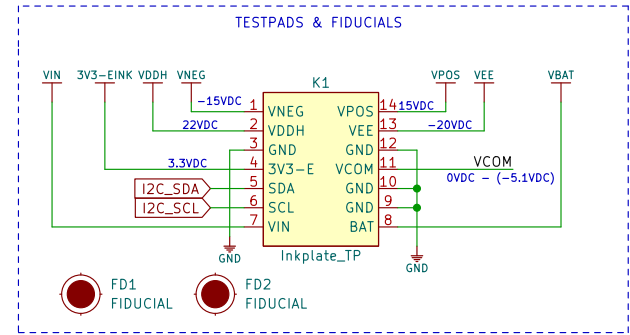 TESTPADS & FIDUCIALS
VIN 3V3-EINK VDDH VNEG K1 VPOS VEE VBAT
-15VDC 1 VNEG VPOS 14 15VDC
22VDC 2 VDDH VEE 13 -20VDC
3 GND GND 12
3.3VDC 4 3V3-E VCOM 11 VCOM
0VDC - (-5.1VDC)
I2C_SDA 5 SDA GND 10
I2C_SCL 6 SCL GND 9
7 VIN BAT 8
GND Inkplate_TP GND
FD1 FD2
FIDUCIAL FIDUCIAL